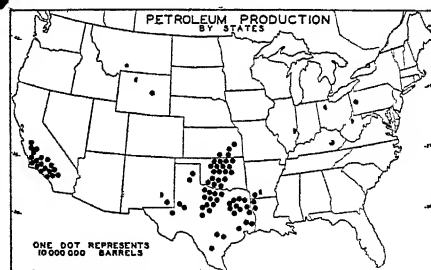 PETROLEUM PRODUCTION
BY STATES
ONE DOT REPRESENTS
10 000 000 BARRELS